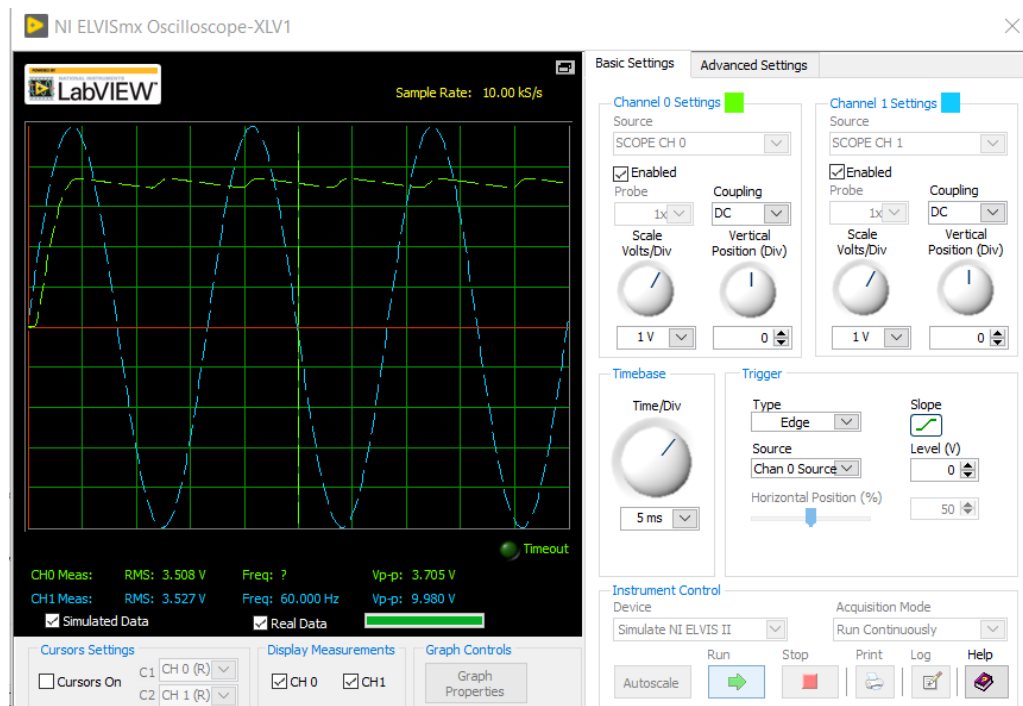 NI ELVISmx Oscilloscope-XLV1
POWERED BY
NATIONAL INSTRUMENTS
LabVIEW™
Sample Rate: 10.00 kS/s
Timeout
CH0 Meas: RMS: 3.508 V Freq: ? Vp-p: 3.705 V
CH1 Meas: RMS: 3.527 V Freq: 60.000 Hz Vp-p: 9.980 V
Simulated Data Real Data
Cursors Settings
Cursors On
C1 CH 0 (R)
C2 CH 1 (R)
Display Measurements
CH 0 CH1
Graph Controls
Graph
Properties
Basic Settings Advanced Settings
Channel 0 Settings
Source
SCOPE CH 0
Enabled
Probe Coupling
1x DC
Scale Vertical
Volts/Div Position (Div)
1 V 0
Channel 1 Settings
Source
SCOPE CH 1
Enabled
Probe Coupling
1x DC
Scale Vertical
Volts/Div Position (Div)
1 V 0
Timebase
Time/Div
5 ms
Trigger
Type Slope
Edge
Source Level (V)
Chan 0 Source 0
Horizontal Position (%)
50
Instrument Control
Device Acquisition Mode
Simulate NI ELVIS II Run Continuously
Run Stop Print Log Help
Autoscale